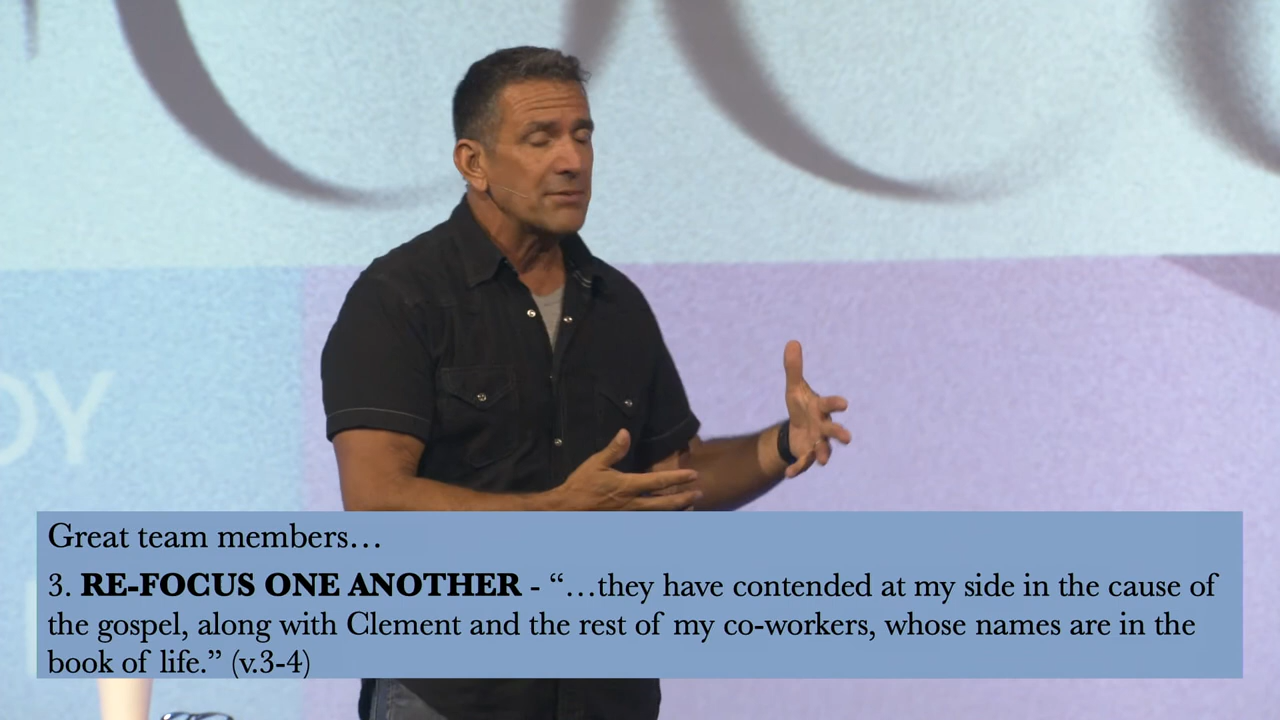 Great team members…
3. RE-FOCUS ONE ANOTHER - “…they have contended at my side in the cause of
the gospel, along with Clement and the rest of my co-workers, whose names are in the
book of life.” (v.3-4)